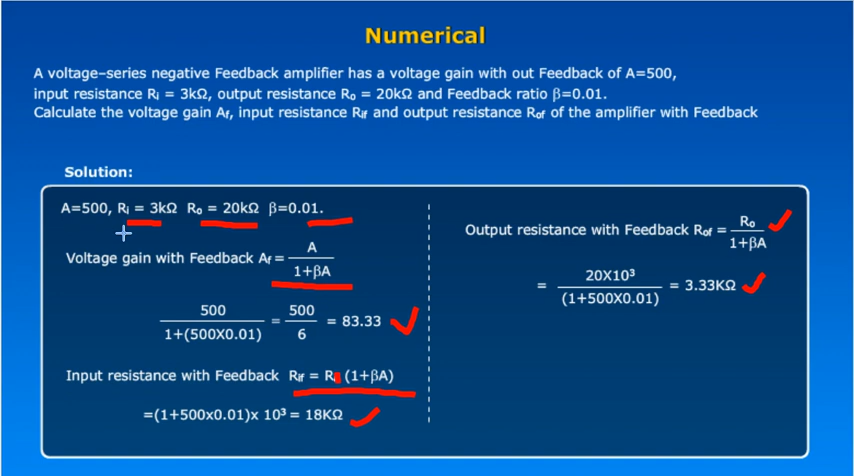 Numerical
A voltage–series negative Feedback amplifier has a voltage gain with out Feedback of A=500,
input resistance Rᵢ = 3kΩ, output resistance Rₒ = 20kΩ and Feedback ratio β=0.01.
Calculate the voltage gain Af, input resistance Rif and output resistance Rof of the amplifier with Feedback
Solution:
A=500, Rᵢ = 3kΩ Rₒ = 20kΩ β=0.01.
Voltage gain with Feedback Af = A / 1+βA
500 / 1+(500X0.01) = 500 / 6 = 83.33
Input resistance with Feedback Rif = Rᵢ (1+βA)
=(1+500x0.01)x 10³ = 18KΩ
Output resistance with Feedback Rof = Rₒ / 1+βA
= 20X10³ / (1+500X0.01) = 3.33KΩ